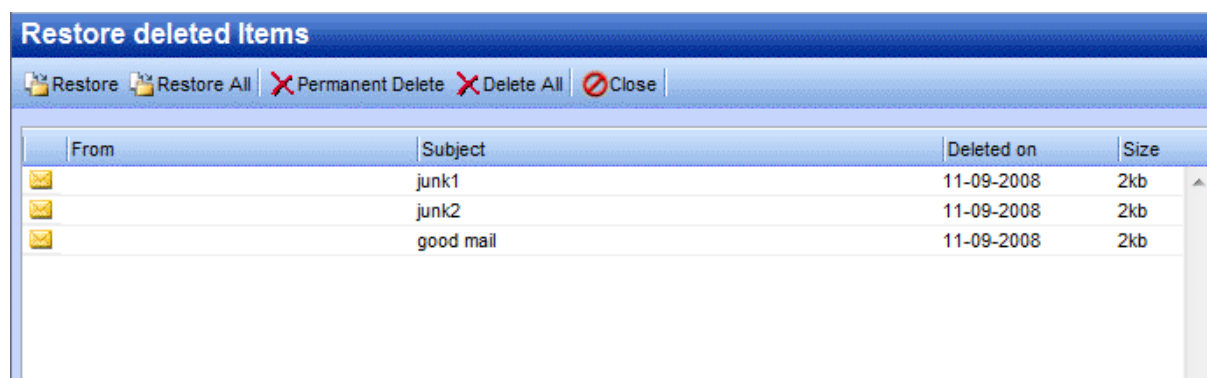 Restore deleted Items
Restore Restore All Permanent Delete Delete All Close
From Subject Deleted on Size
junk1 11-09-2008 2kb
junk2 11-09-2008 2kb
good mail 11-09-2008 2kb